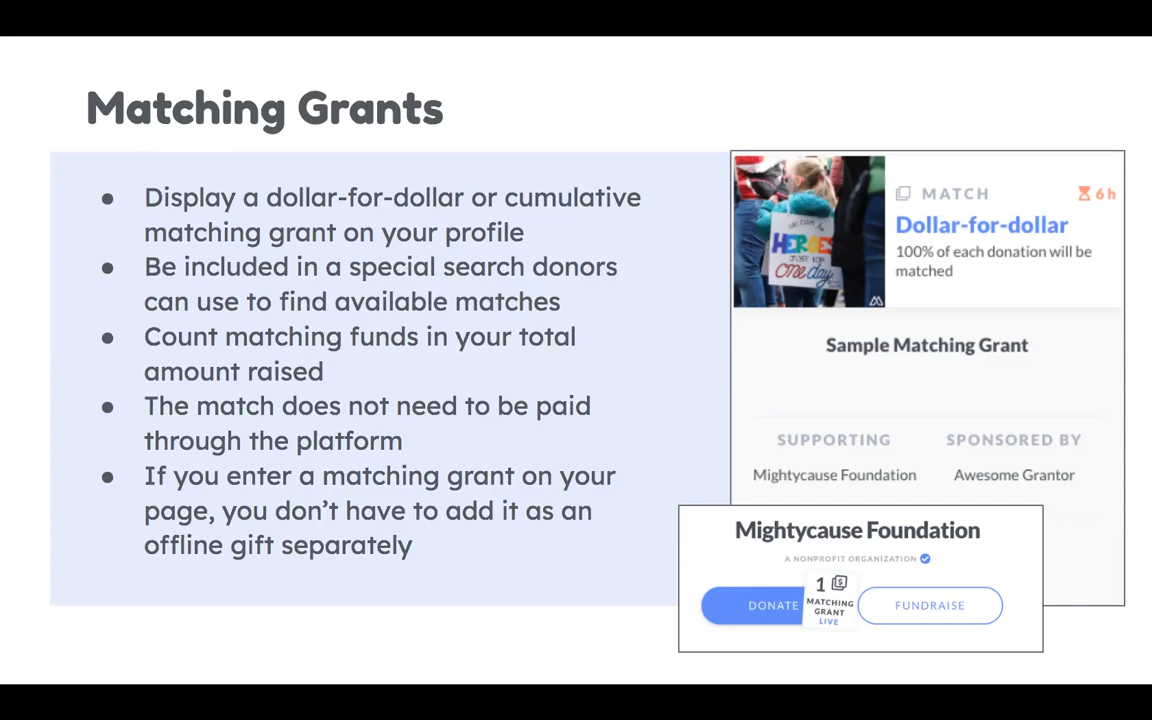 Matching Grants
● Display a dollar-for-dollar or cumulative
matching grant on your profile
● Be included in a special search donors
can use to find available matches
● Count matching funds in your total
amount raised
● The match does not need to be paid
through the platform
● If you enter a matching grant on your
page, you don’t have to add it as an
offline gift separately
HEROES
JUST FOR
one day
MATCH
6h
Dollar-for-dollar
100% of each donation will be
matched
Sample Matching Grant
SUPPORTING
Mightycause Foundation
SPONSORED BY
Awesome Grantor
Mightycause Foundation
A NONPROFIT ORGANIZATION
DONATE
1
MATCHING
GRANT
LIVE
FUNDRAISE